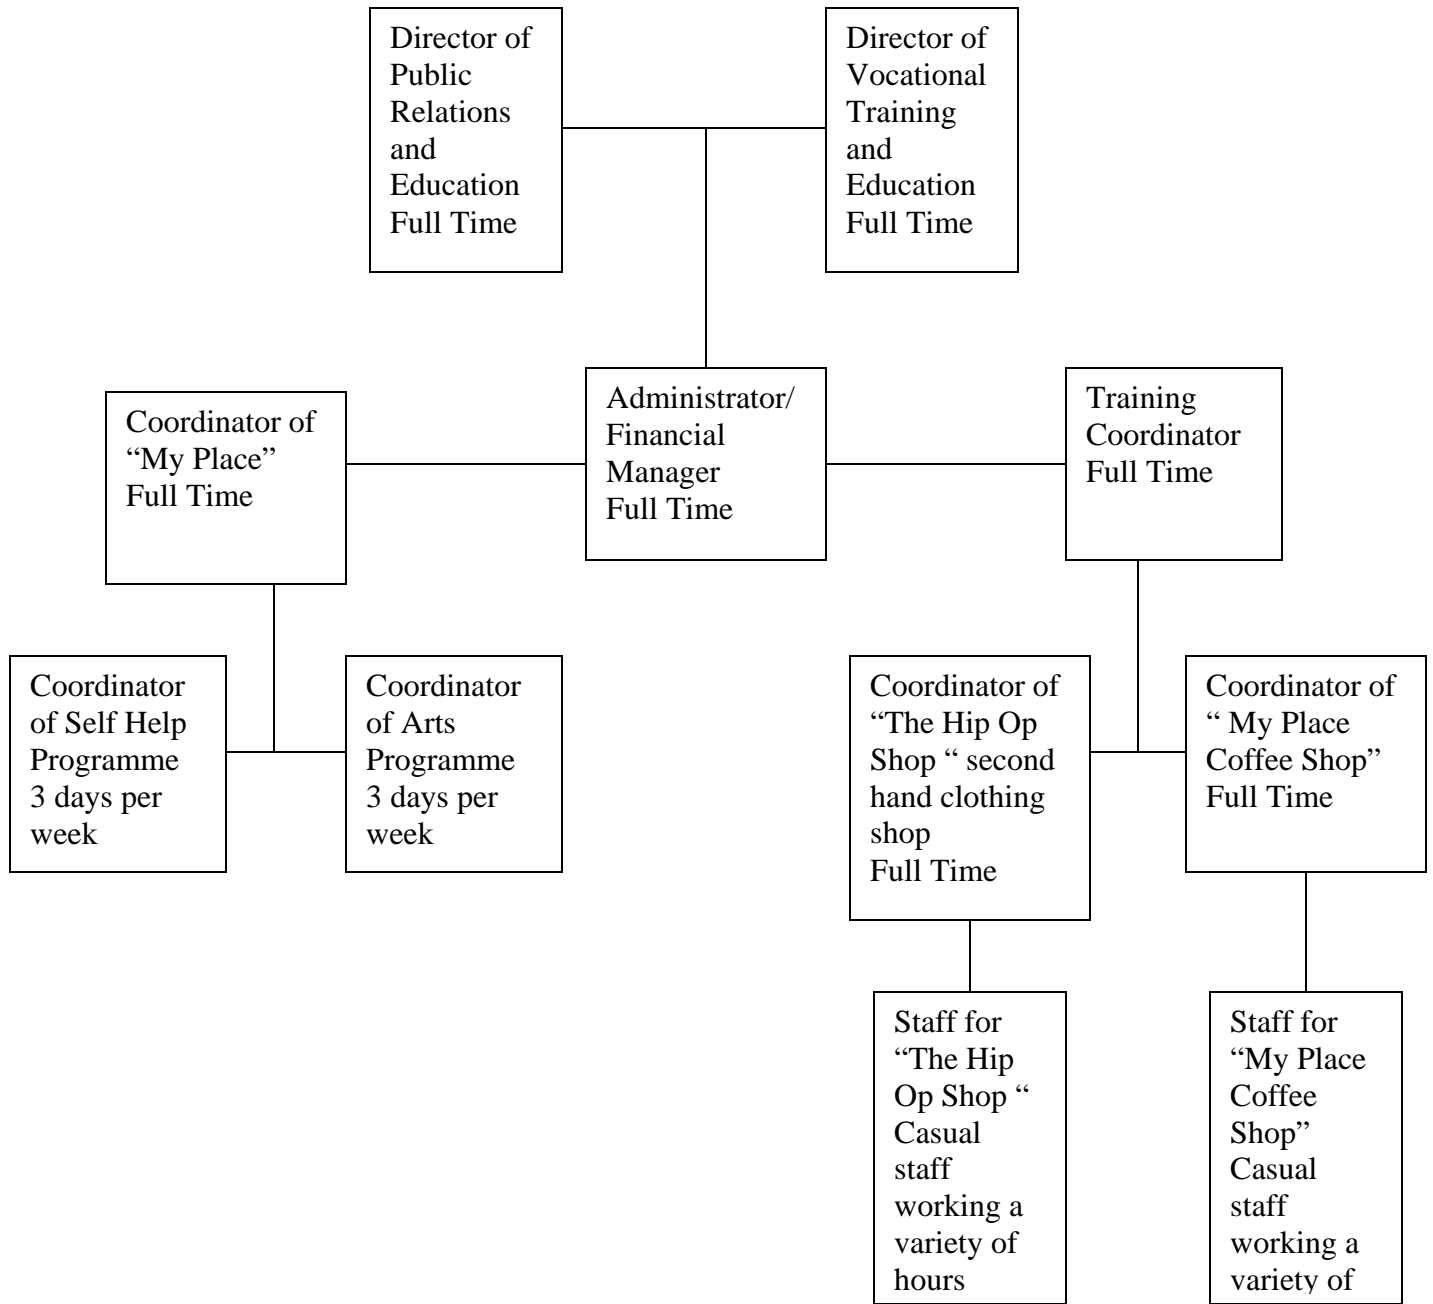 Director of
Public
Relations
and
Education
Full Time
Director of
Vocational
Training
and
Education
Full Time
Coordinator of
“My Place”
Full Time
Administrator/
Financial
Manager
Full Time
Training
Coordinator
Full Time
Coordinator
of Self Help
Programme
3 days per
week
Coordinator
of Arts
Programme
3 days per
week
Coordinator of
“The Hip Op
Shop “ second
hand clothing
shop
Full Time
Coordinator of
“ My Place
Coffee Shop”
Full Time
Staff for
“The Hip
Op Shop “
Casual
staff
working a
variety of
hours
Staff for
“My Place
Coffee
Shop”
Casual
staff
working a
variety of